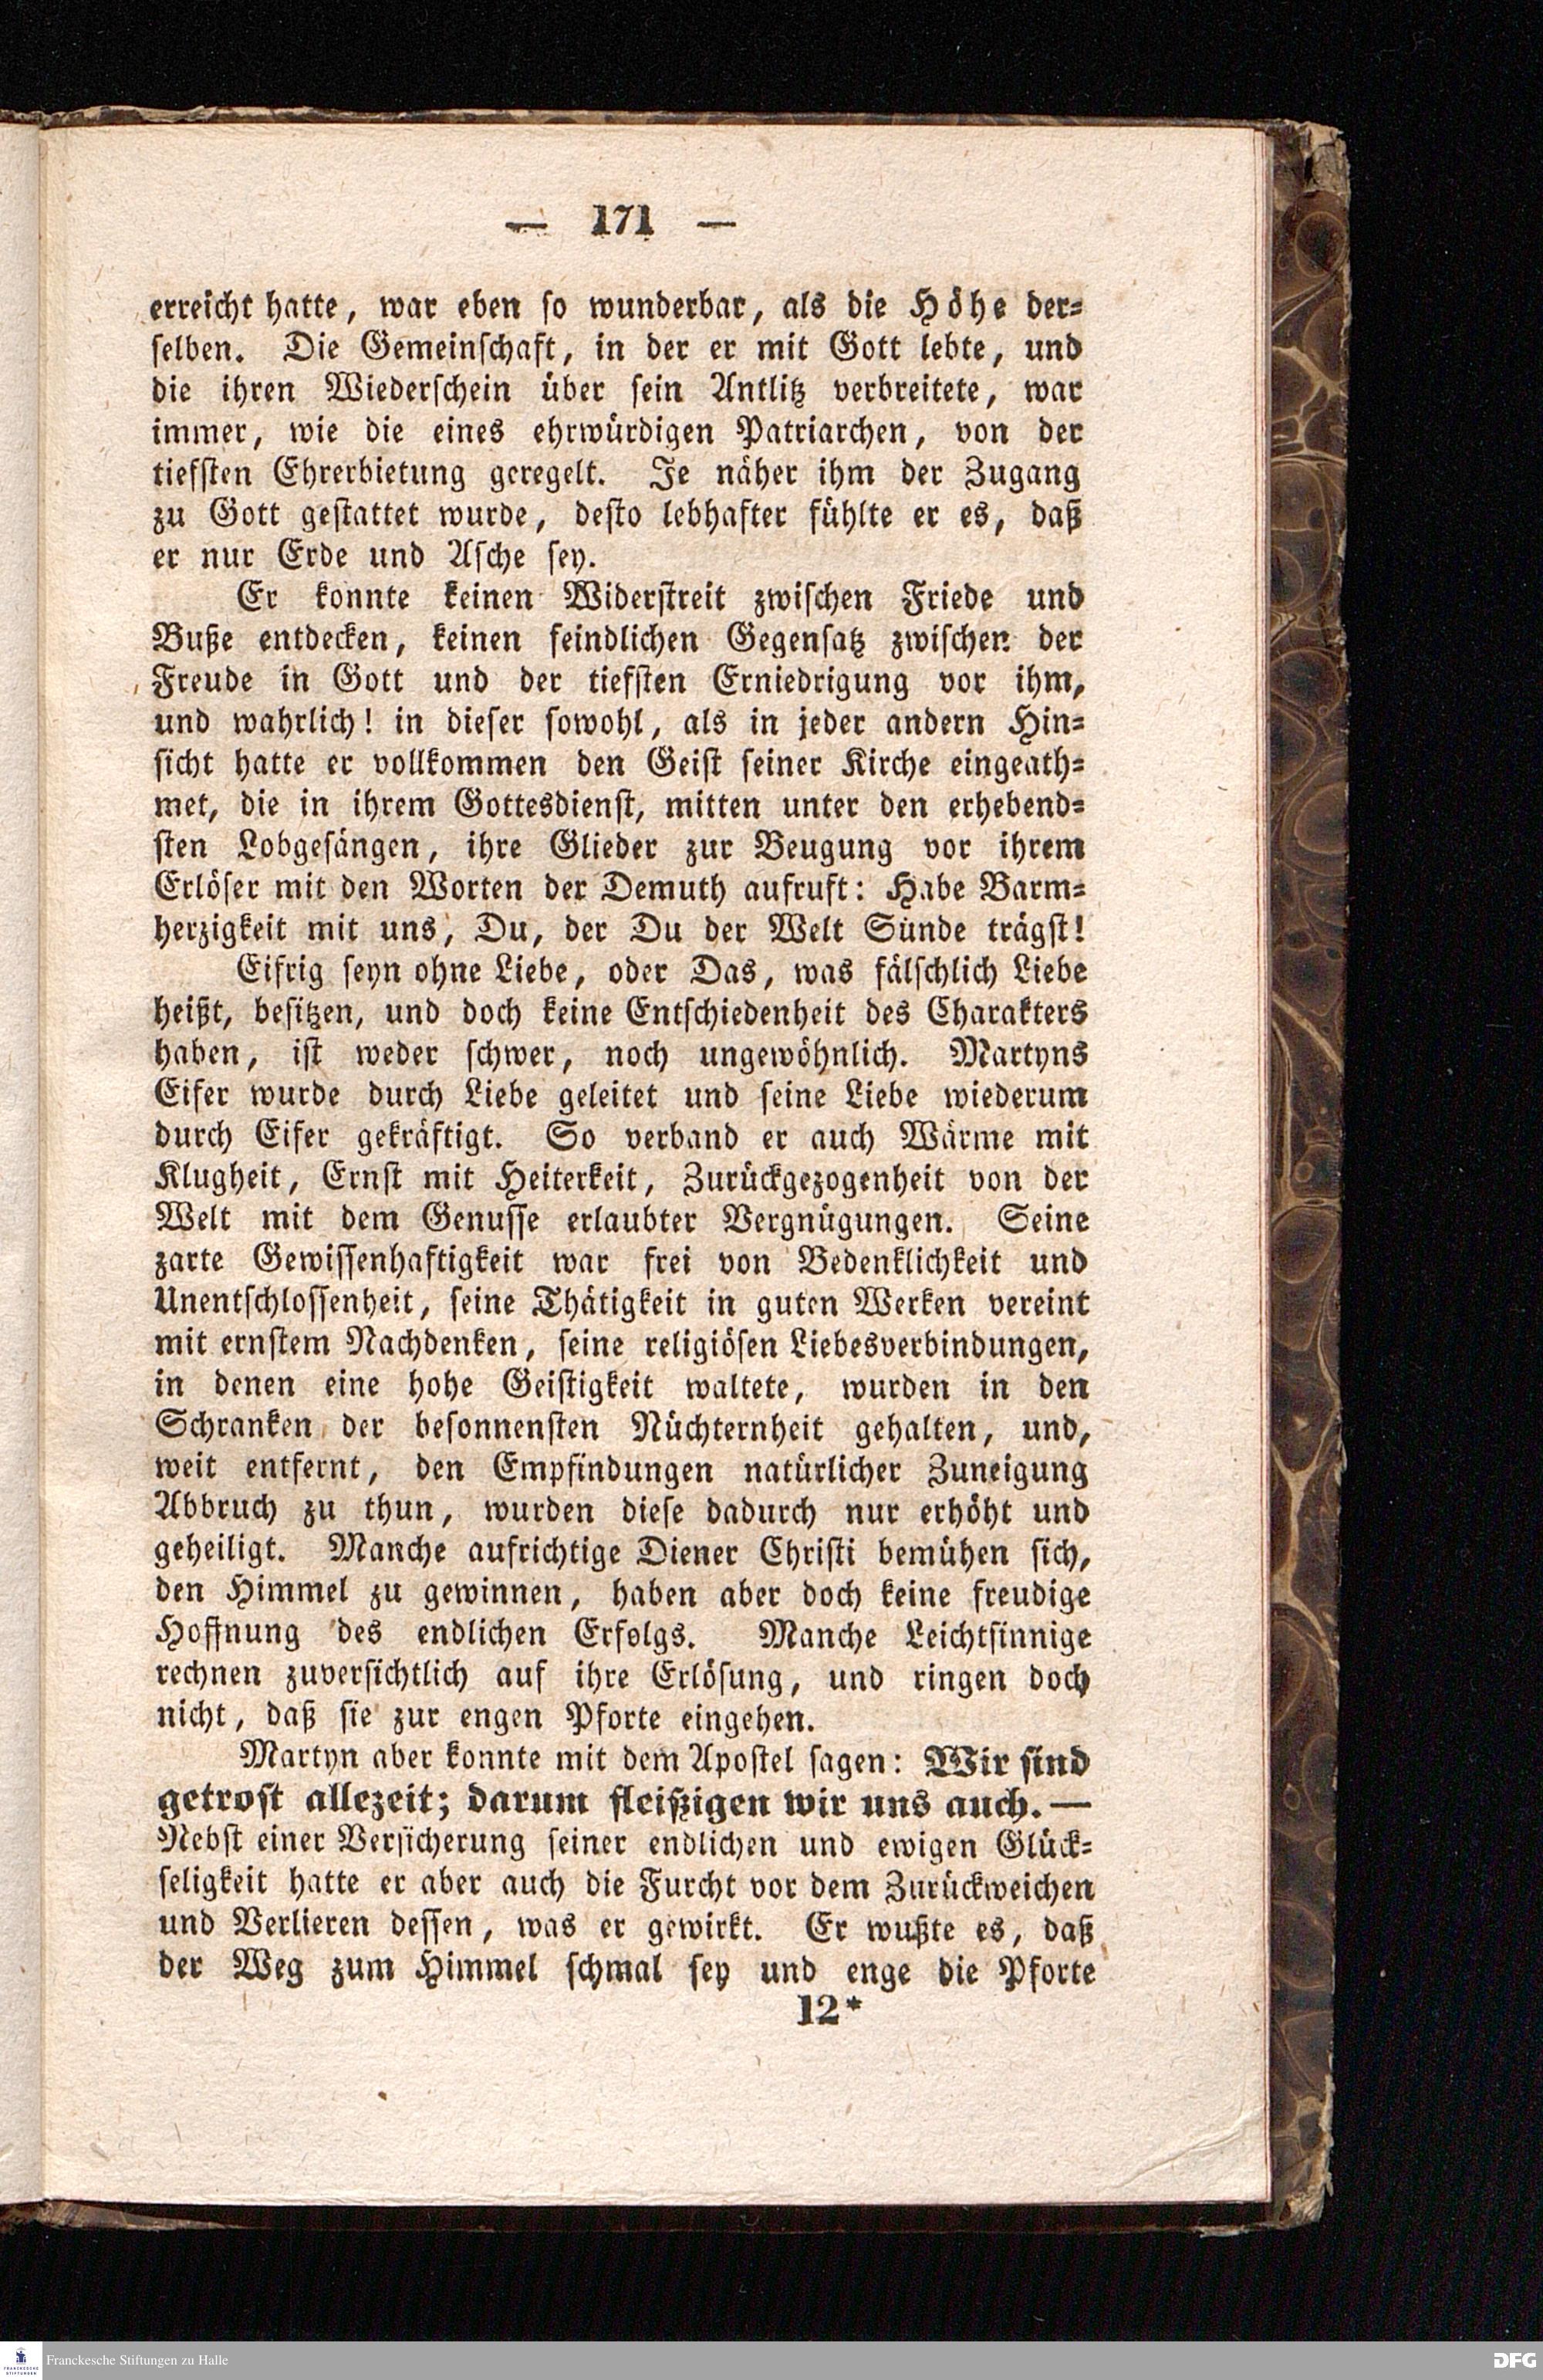 — 171 —
erreicht hatte, war eben so wunderbar, als die Höhe der-
selben. Die Gemeinschaft, in der er mit Gott lebte, und
die ihren Wiederschein über sein Antlitz verbreitete, war
immer, wie die eines ehrwürdigen Patriarchen, von der
tiefsten Ehrerbietung geregelt. Je näher ihm der Zugang
zu Gott gestattet wurde, desto lebhafter fühlte er es, daß
er nur Erde und Asche sey.
Er konnte keinen Widerstreit zwischen Friede und
Buße entdecken, keinen feindlichen Gegensatz zwischen der
Freude in Gott und der tiefsten Erniedrigung vor ihm,
und wahrlich! in dieser sowohl, als in jeder andern Hin-
sicht hatte er vollkommen den Geist seiner Kirche eingeath-
met, die in ihrem Gottesdienst, mitten unter den erhebend-
sten Lobgesängen, ihre Glieder zur Beugung vor ihrem
Erlöser mit den Worten der Demuth aufruft: Habe Barm-
herzigkeit mit uns, Du, der Du der Welt Sünde trägst!
Eifrig seyn ohne Liebe, oder Das, was fälschlich Liebe
heißt, besitzen, und doch keine Entschiedenheit des Charakters
haben, ist weder schwer, noch ungewöhnlich. Martyns
Eifer wurde durch Liebe geleitet und seine Liebe wiederum
durch Eifer gekräftigt. So verband er auch Wärme mit
Klugheit, Ernst mit Heiterkeit, Zurückgezogenheit von der
Welt mit dem Genusse erlaubter Vergnügungen. Seine
zarte Gewissenhaftigkeit war frei von Bedenklichkeit und
Unentschlossenheit, seine Thätigkeit in guten Werken vereint
mit ernstem Nachdenken, seine religiösen Liebesverbindungen,
in denen eine hohe Geistigkeit waltete, wurden in den
Schranken der besonnensten Nüchternheit gehalten, und,
weit entfernt, den Empfindungen natürlicher Zuneigung
Abbruch zu thun, wurden diese dadurch nur erhöht und
geheiligt. Manche aufrichtige Diener Christi bemühen sich,
den Himmel zu gewinnen, haben aber doch keine freudige
Hoffnung des endlichen Erfolgs. Manche Leichtsinnige
rechnen zuversichtlich auf ihre Erlösung, und ringen doch
nicht, daß sie zur engen Pforte eingehen.
Martyn aber konnte mit dem Apostel sagen: Wir sind
getrost allezeit; darum fleißigen wir uns auch. —
Nebst einer Versicherung seiner endlichen und ewigen Glück-
seligkeit hatte er aber auch die Furcht vor dem Zurückweichen
und Verlieren dessen, was er gewirkt. Er wußte es, daß
der Weg zum Himmel schmal sey und enge die Pforte
12*
Franckesche Stiftungen zu Halle
DFG